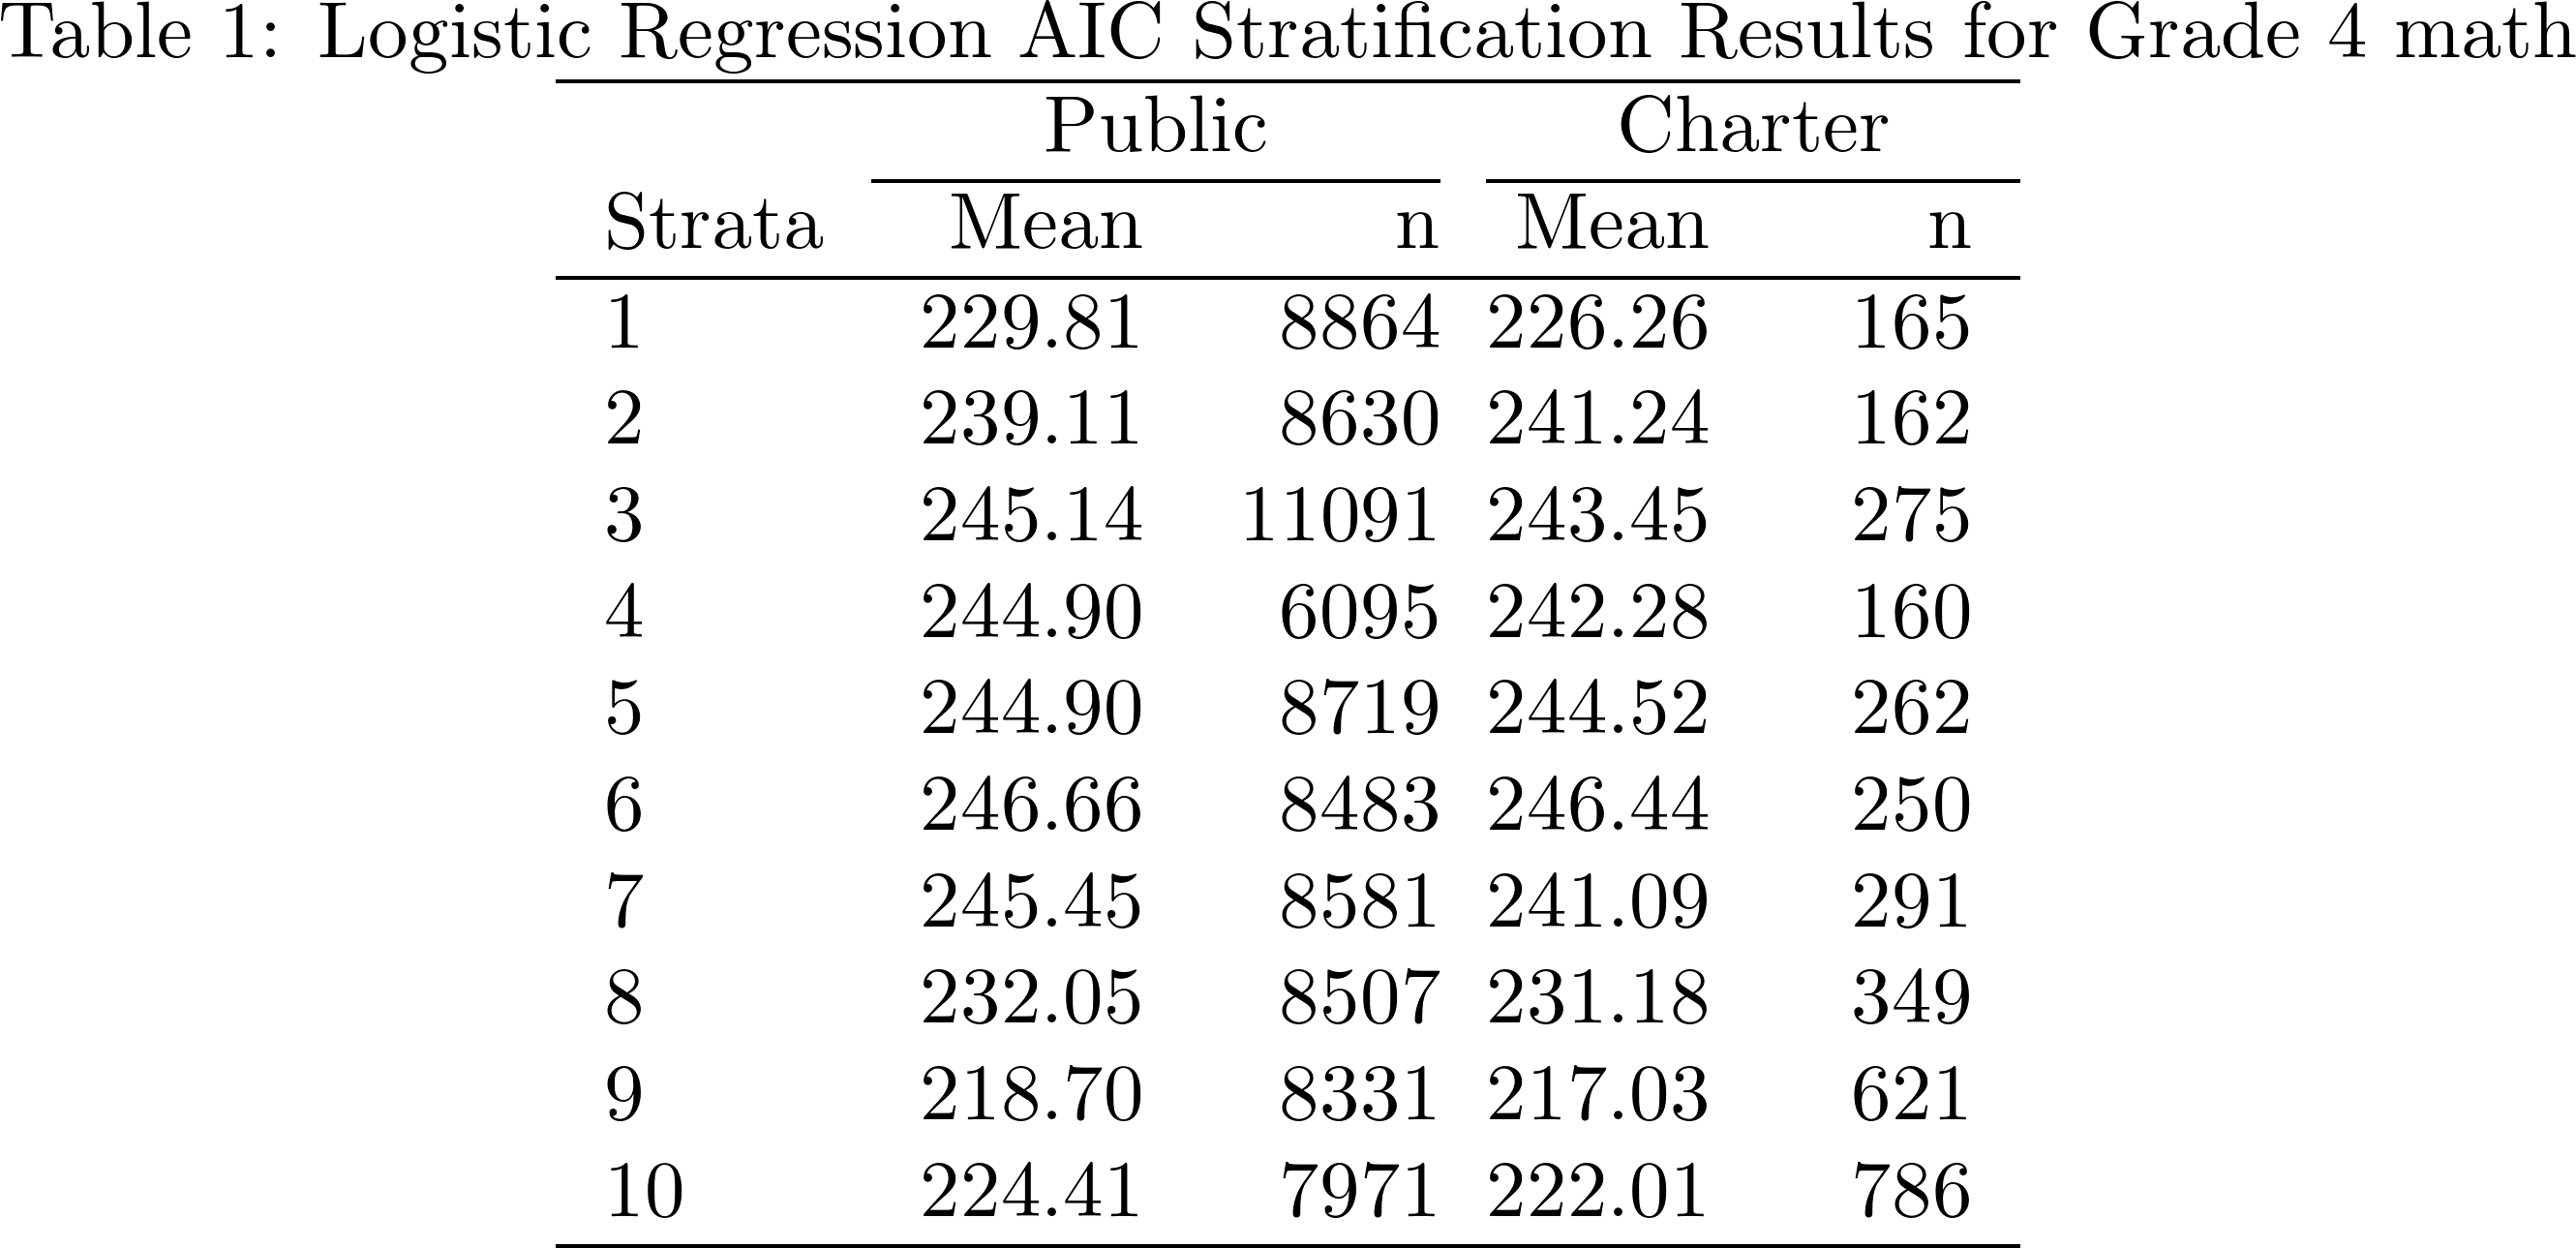 Table 1: Logistic Regression AIC Stratification Results for Grade 4 math
Public Charter
Strata Mean n Mean n
1 229.81 8864 226.26 165
2 239.11 8630 241.24 162
3 245.14 11091 243.45 275
4 244.90 6095 242.28 160
5 244.90 8719 244.52 262
6 246.66 8483 246.44 250
7 245.45 8581 241.09 291
8 232.05 8507 231.18 349
9 218.70 8331 217.03 621
10 224.41 7971 222.01 786